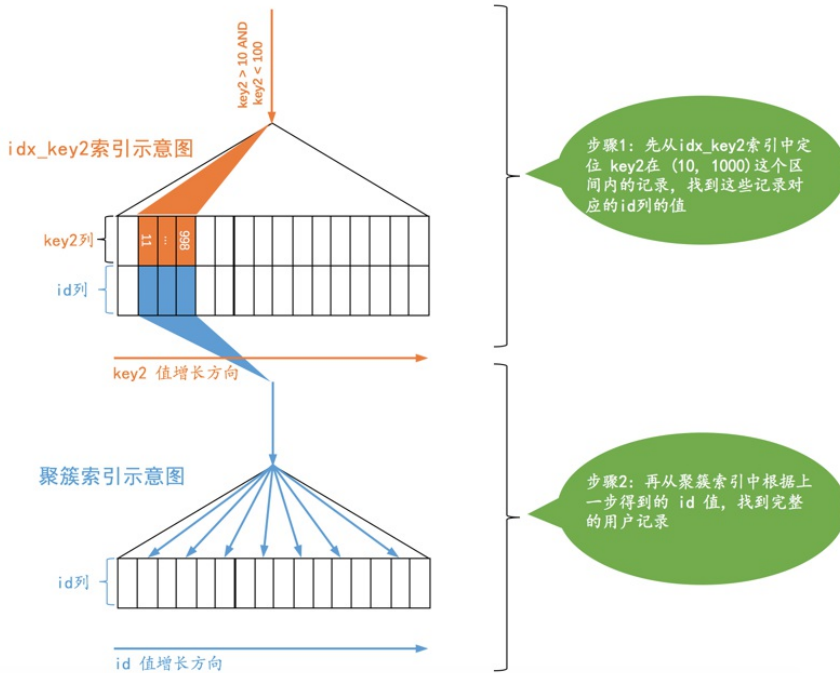 key2 > 10 AND
key2 < 100
idx_key2索引示意图
key2列
11
...
998
id列
key2 值增长方向
步骤1: 先从idx_key2索引中定
位 key2在 (10, 1000)这个区
间内的记录, 找到这些记录对
应的id列的值
聚簇索引示意图
id列
id 值增长方向
步骤2: 再从聚簇索引中根据上
一步得到的 id 值, 找到完整
的用户记录